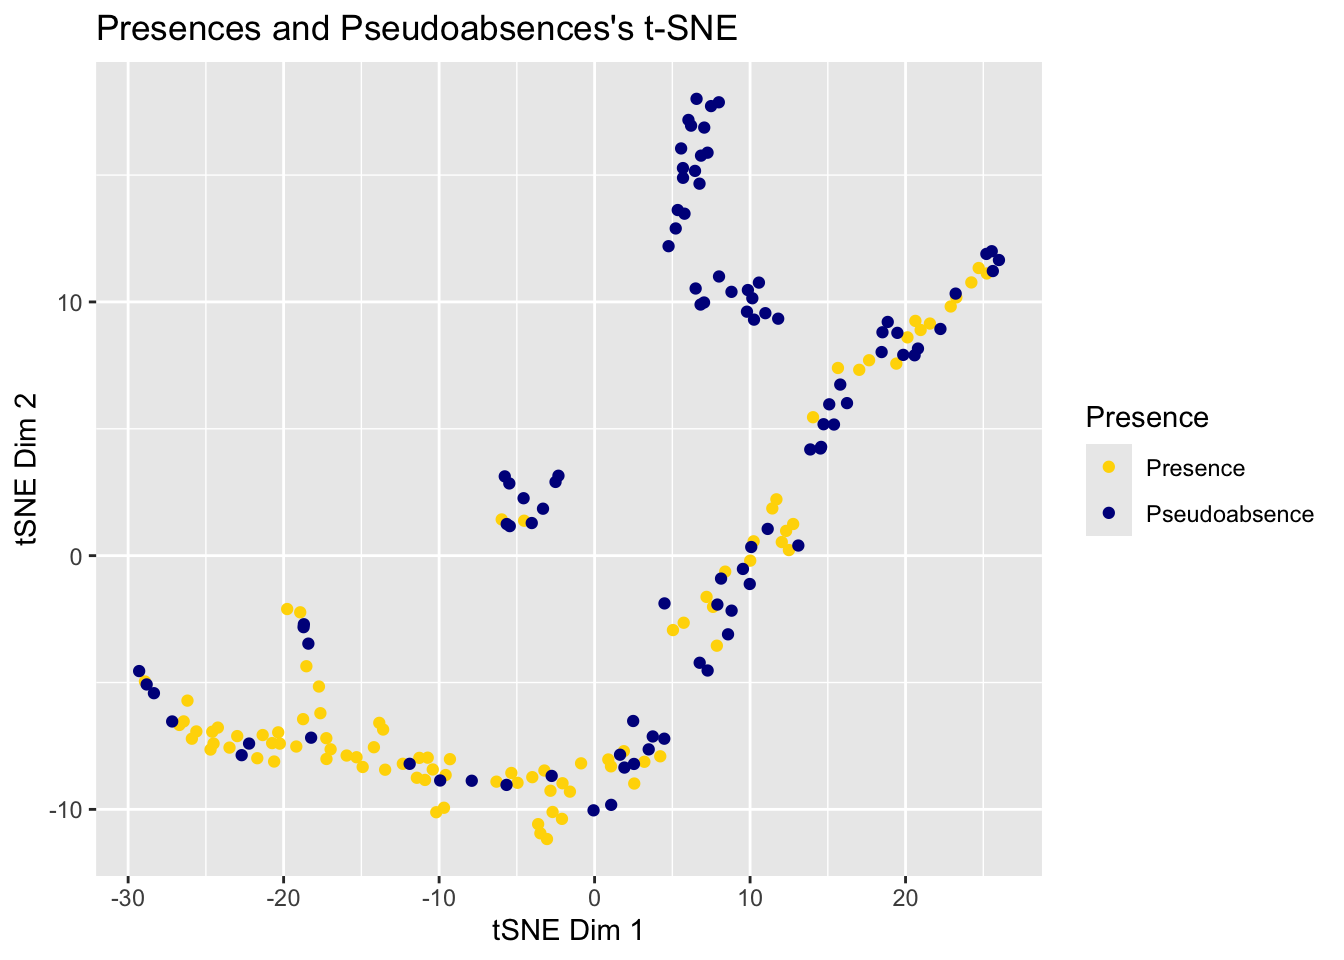 Presences and Pseudoabsences's t-SNE
tSNE Dim 2
10
0
-10
-30
-20
-10
0
10
20
tSNE Dim 1
Presence
Presence
Pseudoabsence